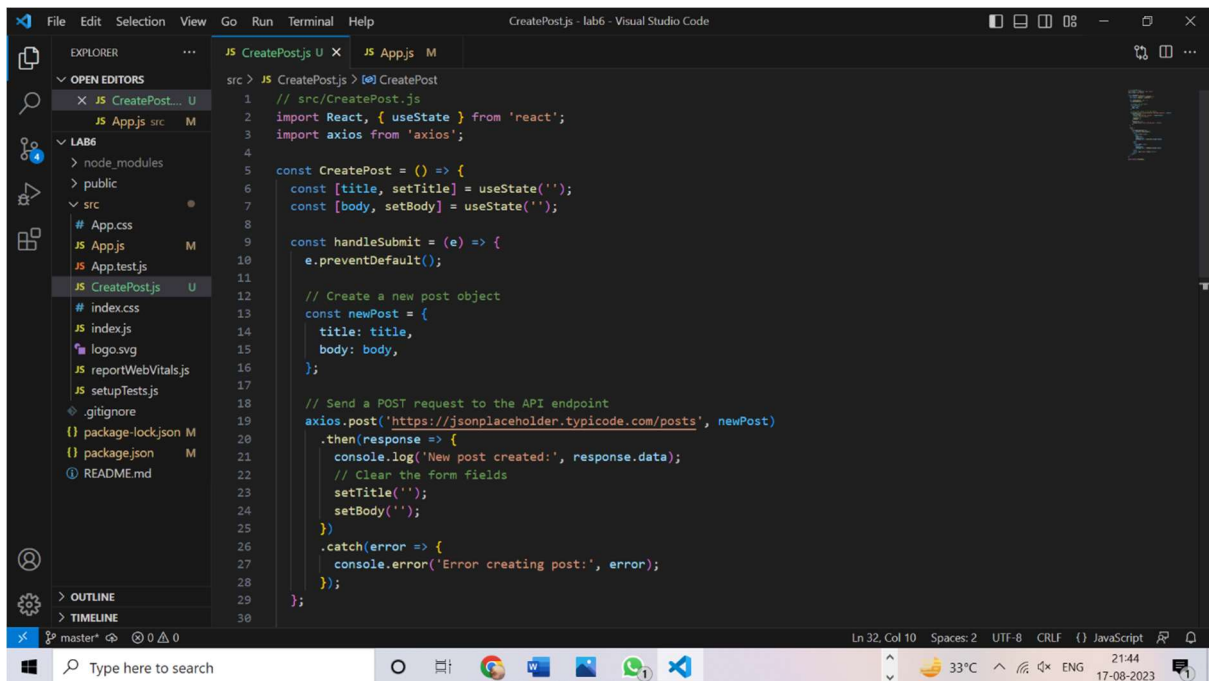 File Edit Selection View Go Run Terminal Help CreatePost.js - lab6 - Visual Studio Code
EXPLORER
OPEN EDITORS
JS CreatePost.... U
JS App.js src M
LAB6
node_modules
public
src
# App.css
JS App.js M
JS App.test.js
JS CreatePost.js U
# index.css
JS index.js
logo.svg
JS reportWebVitals.js
JS setupTests.js
.gitignore
{} package-lock.json M
{} package.json M
README.md
OUTLINE
TIMELINE
4
JS CreatePost.js U JS App.js M
src > JS CreatePost.js > CreatePost
1 // src/CreatePost.js
2 import React, { useState } from 'react';
3 import axios from 'axios';
4
5 const CreatePost = () => {
6 const [title, setTitle] = useState('');
7 const [body, setBody] = useState('');
8
9 const handleSubmit = (e) => {
10 e.preventDefault();
11
12 // Create a new post object
13 const newPost = {
14 title: title,
15 body: body,
16 };
17
18 // Send a POST request to the API endpoint
19 axios.post('https://jsonplaceholder.typicode.com/posts', newPost)
20 .then(response => {
21 console.log('New post created:', response.data);
22 // Clear the form fields
23 setTitle('');
24 setBody('');
25 })
26 .catch(error => {
27 console.error('Error creating post:', error);
28 });
29 };
30
master* 0 0 Ln 32, Col 10 Spaces: 2 UTF-8 CRLF {} JavaScript
Type here to search 1 33°C ENG 21:44
17-08-2023 1